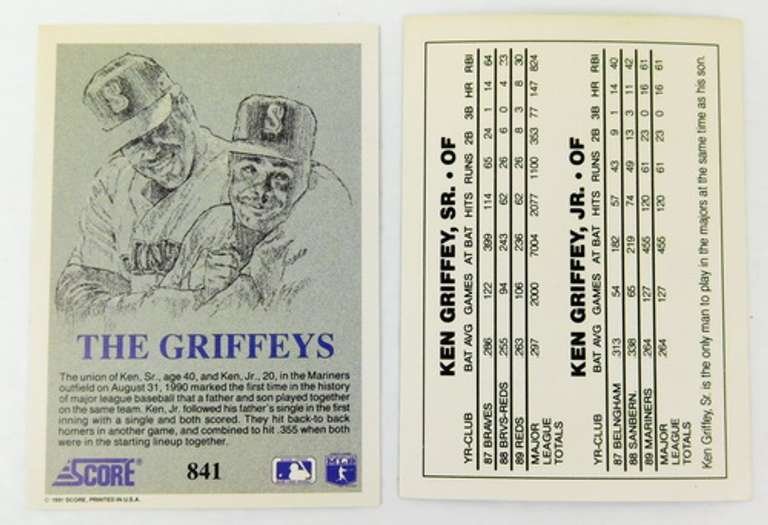 S
S
THE GRIFFEYS
The union of Ken, Sr., age 40, and Ken, Jr., 20, in the Mariners
outfield on August 31, 1990 marked the first time in the history
of major league baseball that a father and son played together
on the same team. Ken, Jr. followed his father's single in the first
inning with a single and both scored. They hit back-to back
homers in another game, and combined to hit .355 when both
were in the starting lineup together.
SCORE
841
© 1991 SCORE, PRINTED IN U.S.A.
KEN GRIFFEY, SR. • OF
YR-CLUB BAT AVG GAMES AT BAT HITS RUNS 2B 3B HR RBI
87 BRAVES 286 122 399 114 65 24 1 14 64
88 BRVS-REDS 255 94 243 62 26 6 0 4 23
89 REDS 263 106 236 62 26 8 3 8 30
MAJOR 297 2000 7004 2077 1100 353 77 147 824
LEAGUE
TOTALS
KEN GRIFFEY, JR. • OF
YR-CLUB BAT AVG GAMES AT BAT HITS RUNS 2B 3B HR RBI
87 BELNGHAM 313 54 182 57 43 9 1 14 40
88 SANBERN. 338 65 219 74 49 13 3 11 42
89 MARINERS 264 127 455 120 61 23 0 16 61
MAJOR 264 127 455 120 61 23 0 16 61
LEAGUE
TOTALS
Ken Griffey, Sr. is the only man to play in the majors at the same time as his son.